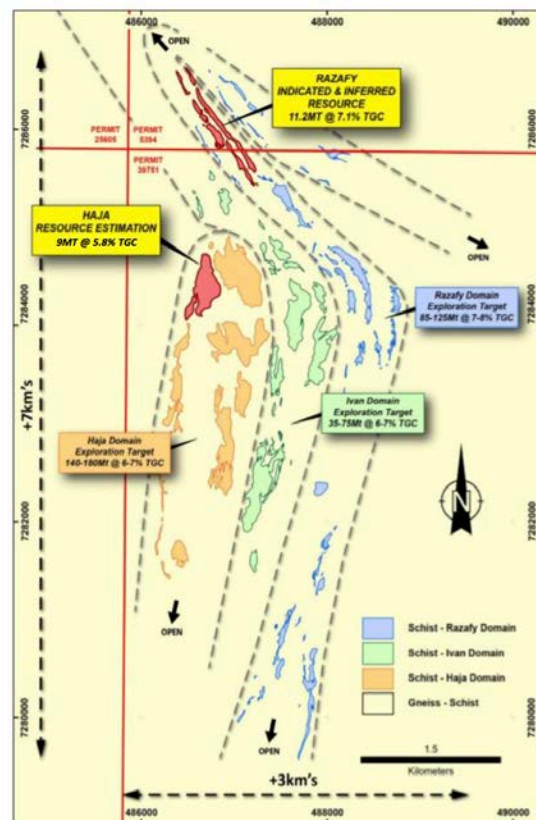 486000
488000
490000
OPEN
RAZAFY
INDICATED & INFERRED
RESOURCE
11.2MT @ 7.1% TGC
7286000
7286000
PERMIT
25605
PERMIT
5394
PERMIT
39751
HAJA
RESOURCE ESTIMATION
9MT @ 5.8% TGC
OPEN
7284000
7284000
Razafy Domain
Exploration Target
85-125Mt @ 7-8% TGC
+7km's
Ivan Domain
Exploration Target
35-75Mt @ 6-7% TGC
Haja Domain
Exploration Target
140-180Mt @ 6-7% TGC
N
7282000
7282000
OPEN
Schist - Razafy Domain
Schist - Ivan Domain
Schist - Haja Domain
Gneiss - Schist
7280000
7280000
OPEN
1.5
Kilometers
+3km's
486000
488000
490000